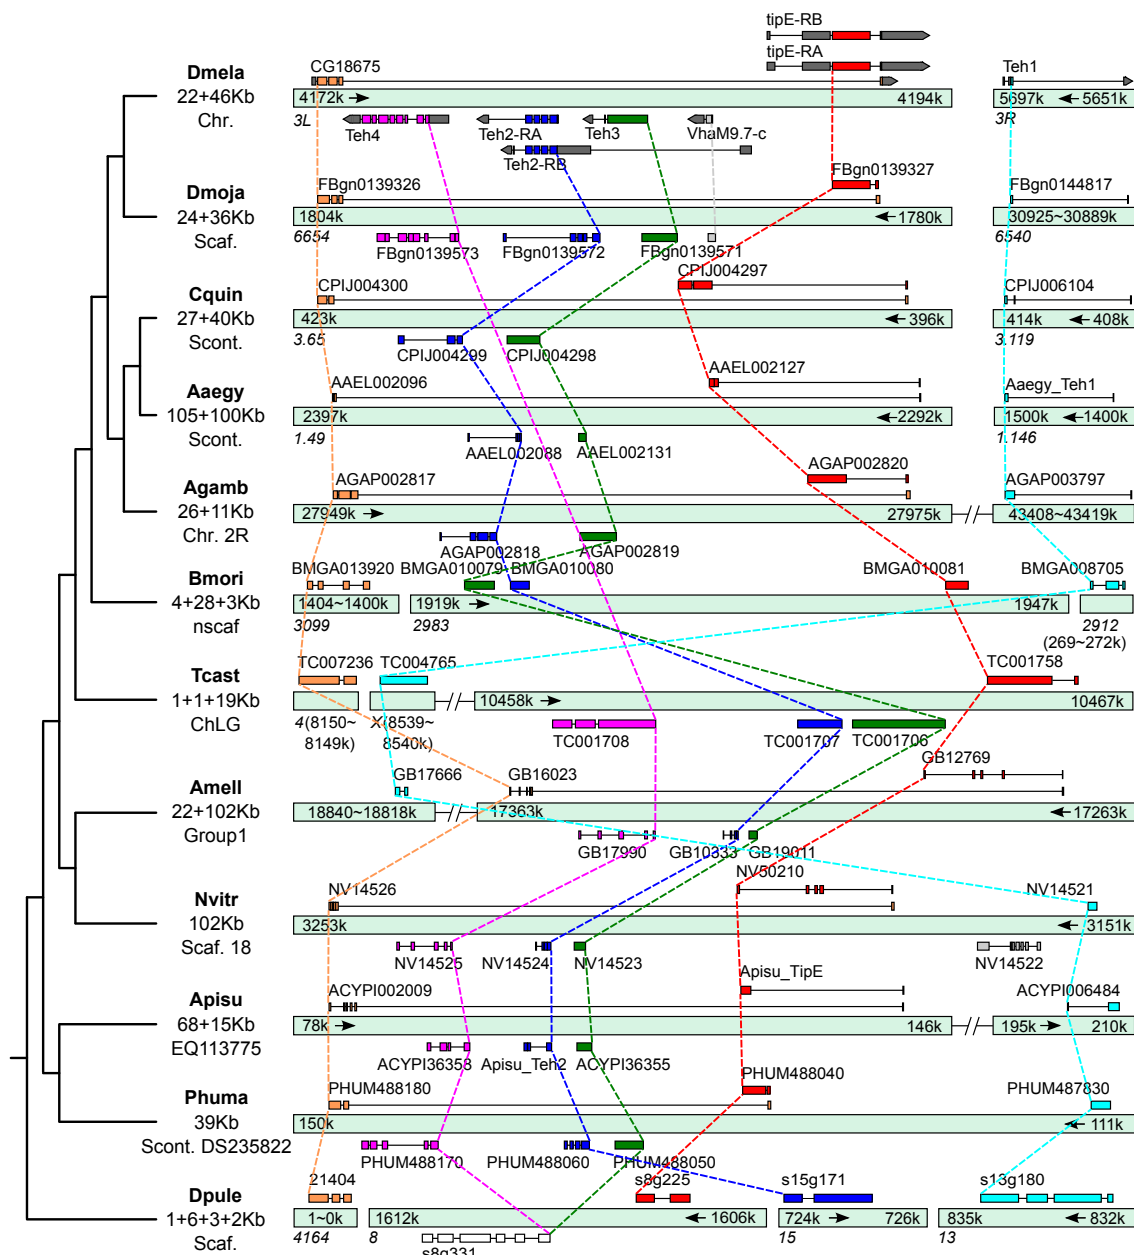 tipE-RB
tipE-RA
CG18675
Teh1
Dmela
22+46Kb
Chr.
4172k
4194k
5697k
5651k
3L
3R
Teh4
Teh2-RA
Teh3
VhaM9.7-c
Teh2-RB
FBgn0139327
Dmoja
24+36Kb
Scaf.
FBgn0139326
FBgn0144817
1804k
1780k
30925~30889k
6654
6540
FBgn0139573
FBgn0139572
FBgn0139571
CPIJ004297
Cquin
27+40Kb
Scont.
CPIJ004300
CPIJ006104
423k
396k
414k
408k
3.65
3.119
CPIJ004299
CPIJ004298
AAEL002127
Aaegy
105+100Kb
Scont.
AAEL002096
Aaegy_Teh1
2397k
2292k
1500k
1400k
1.49
1.146
AAEL002088
AAEL002131
AGAP002820
Agamb
26+11Kb
Chr. 2R
AGAP002817
AGAP003797
27949k
27975k
43408~43419k
AGAP002818
AGAP002819
Bmori
4+28+3Kb
nscaf
BMGA013920
BMGA010079
BMGA010080
BMGA010081
BMGA008705
1404~1400k
1919k
1947k
3099
2983
2912
(269~272k)
Tcast
1+1+19Kb
ChLG
TC007236
TC004765
TC001758
10458k
10467k
4(8150~
8149k)
X(8539~
8540k)
TC001708
TC001707
TC001706
GB12769
Amell
22+102Kb
Group1
GB17666
GB16023
18840~18818k
17363k
17263k
GB17990
GB10333
GB19011
NV50210
Nvitr
102Kb
Scaf. 18
NV14526
NV14521
3253k
3151k
NV14525
NV14524
NV14523
NV14522
Apisu_TipE
Apisu
68+15Kb
EQ113775
ACYPI002009
ACYPI006484
78k
146k
195k
210k
ACYPI36358
Apisu_Teh2
ACYPI36355
PHUM488040
Phuma
39Kb
Scont. DS235822
PHUM488180
PHUM487830
150k
111k
PHUM488170
PHUM488060
PHUM488050
Dpule
1+6+3+2Kb
Scaf.
21404
s8g225
s15g171
s13g180
1~0k
1612k
1606k
724k
726k
835k
832k
4164
8
15
13
s8g331